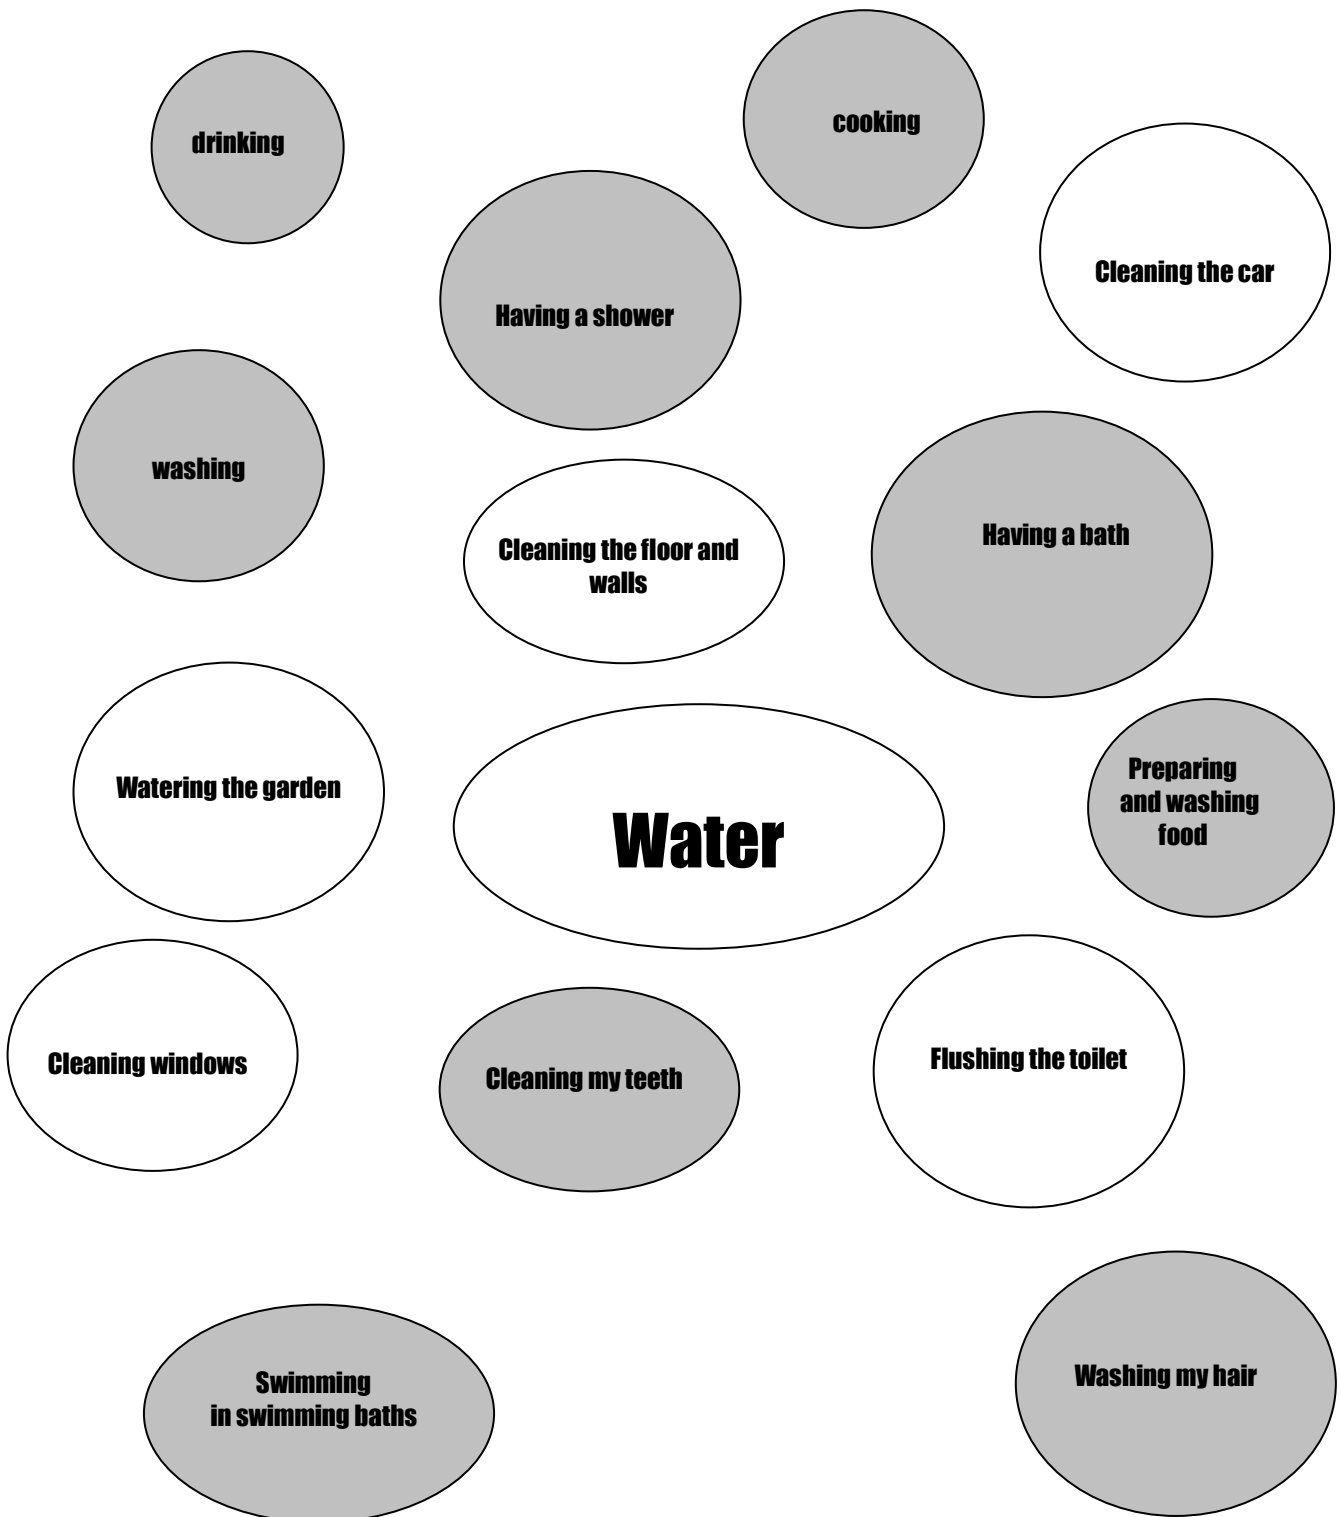 drinking
cooking
Cleaning the car
Having a shower
washing
Having a bath
Cleaning the floor and
walls
Watering the garden
Preparing
and washing
food
Water
Cleaning windows
Cleaning my teeth
Flushing the toilet
Swimming
in swimming baths
Washing my hair